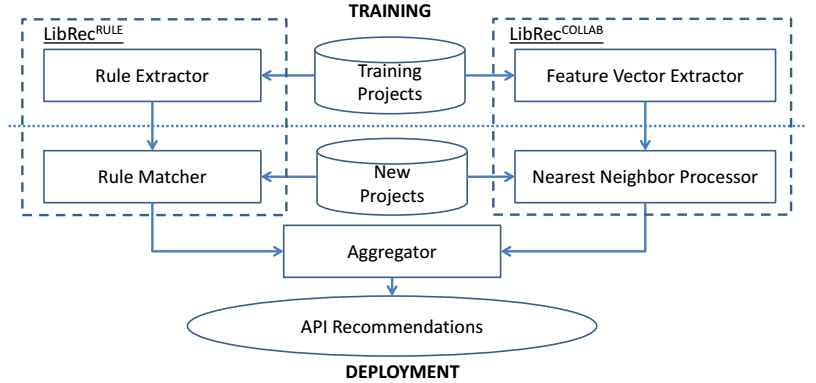 TRAINING
LibRecRULE
LibRecCOLLAB
Rule Extractor
Training
Projects
Feature Vector Extractor
Rule Matcher
New
Projects
Nearest Neighbor Processor
Aggregator
API Recommendations
DEPLOYMENT